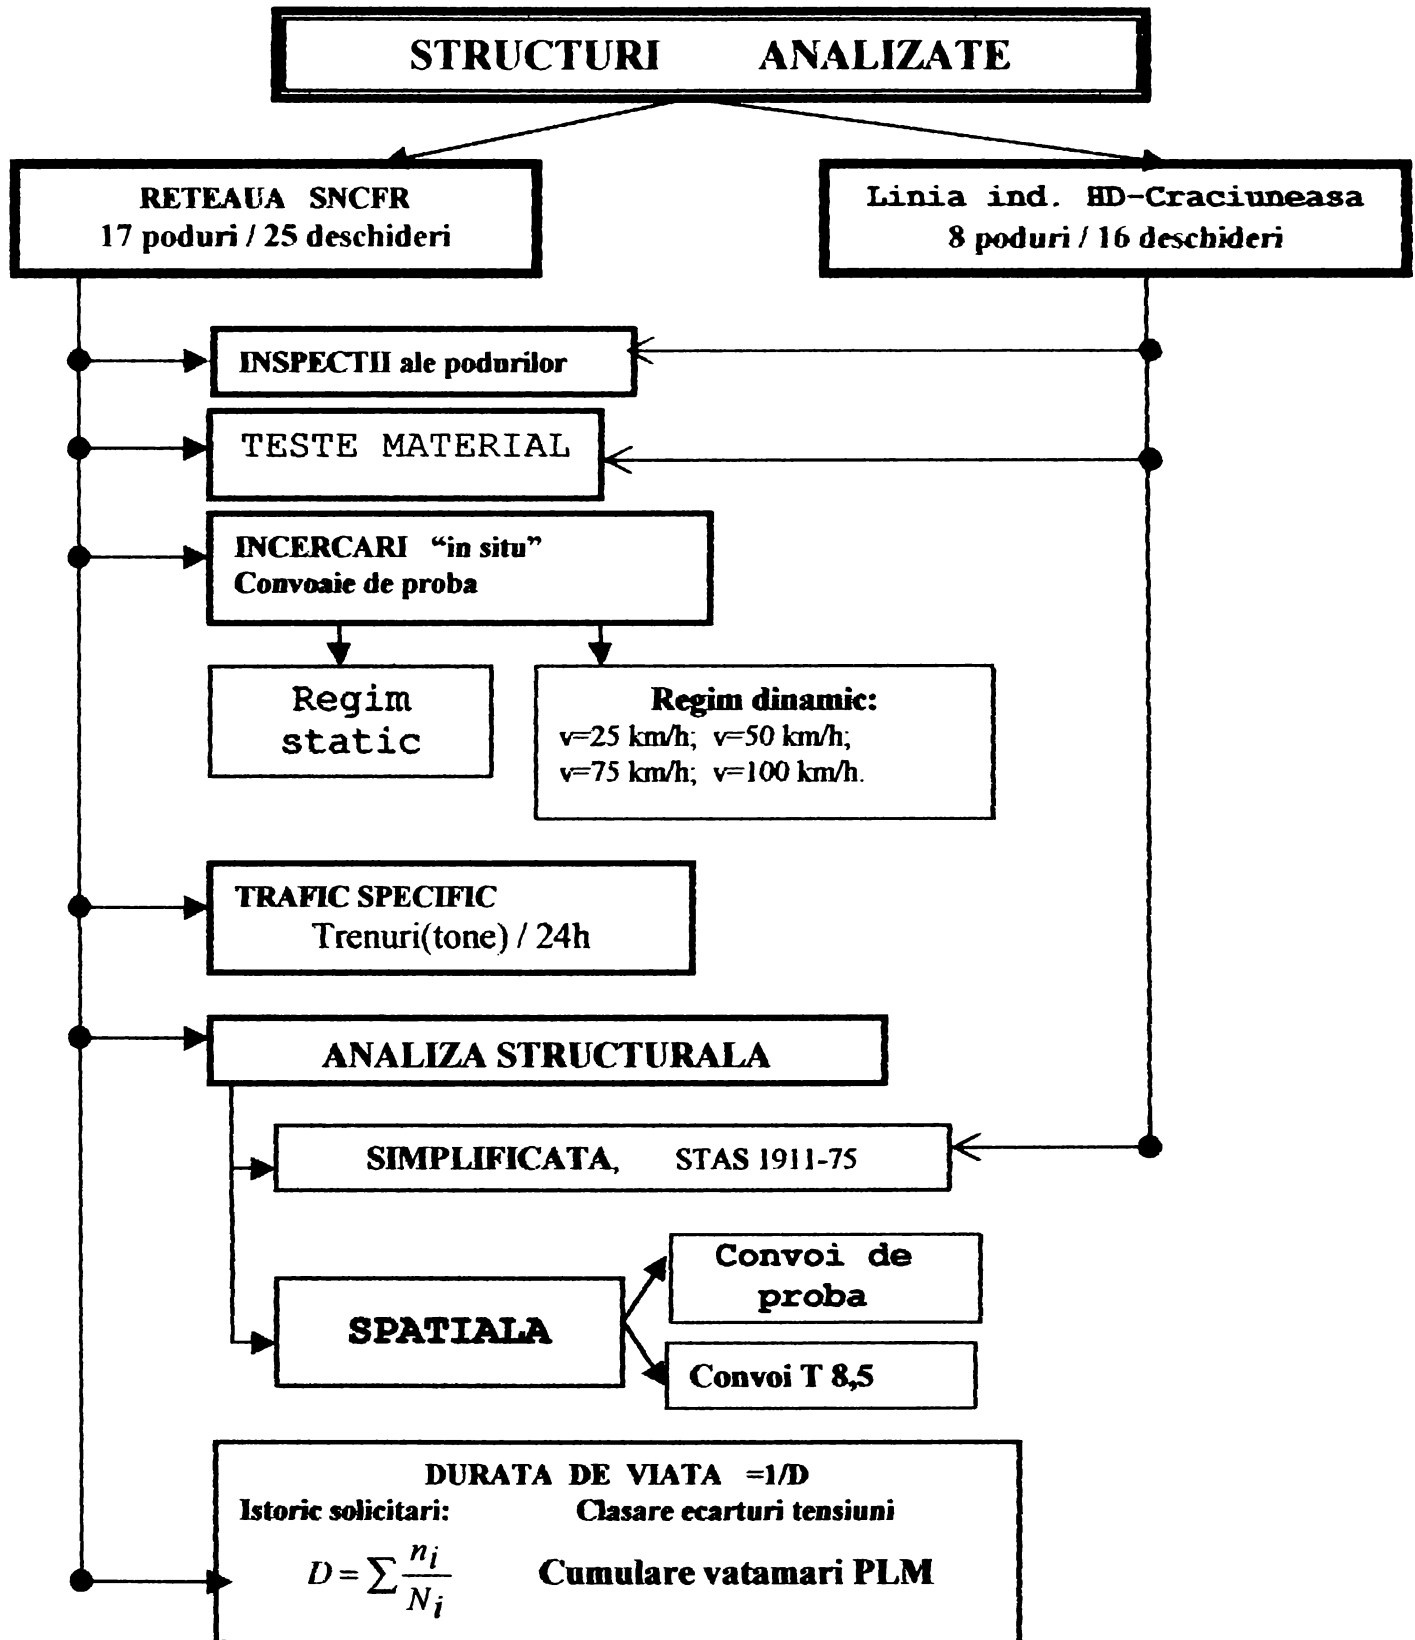 STRUCTURI ANALIZATE
RETEAUA SNCFR
17 poduri / 25 deschideri
Linia ind. HD-Craciuneasa
8 poduri / 16 deschideri
INSPECTII ale podurilor
TESTE MATERIAL
INCERCARI “in situ”
Convoaie de proba
Regim
static
Regim dinamic:
v=25 km/h; v=50 km/h;
v=75 km/h; v=100 km/h.
TRAFIC SPECIFIC
Trenuri(tone) / 24h
ANALIZA STRUCTURALA
SIMPLIFICATA, STAS 1911-75
SPATIALA
Convoi de
proba
Convoi T 8,5
DURATA DE VIATA =1/D
Istoric solicitari: Clasare ecarturi tensiuni
D = ∑ n_i / N_i Cumulare vatamari PLM